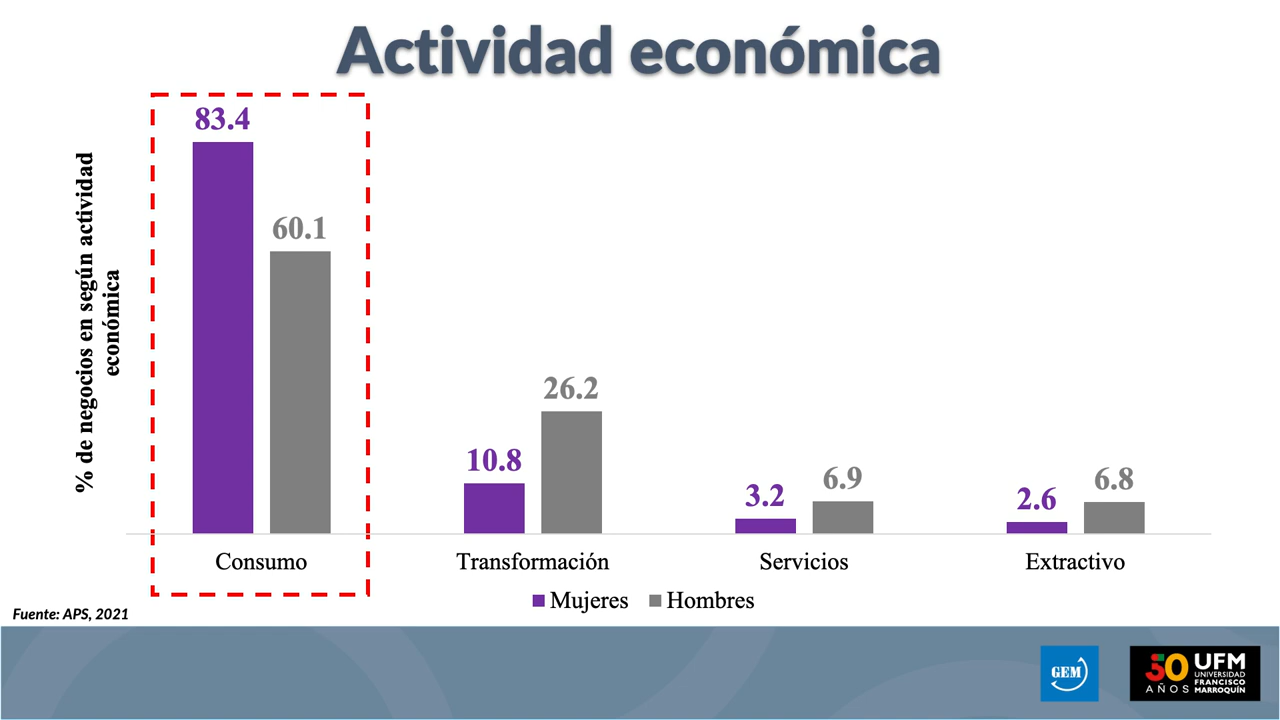 Actividad económica
% de negocios en según actividad
económica
83.4
60.1
10.8
26.2
3.2
6.9
2.6
6.8
Consumo
Transformación
Servicios
Extractivo
Mujeres
Hombres
Fuente: APS, 2021
GEM
50
AÑOS
UFM
UNIVERSIDAD
FRANCISCO
MARROQUÍN